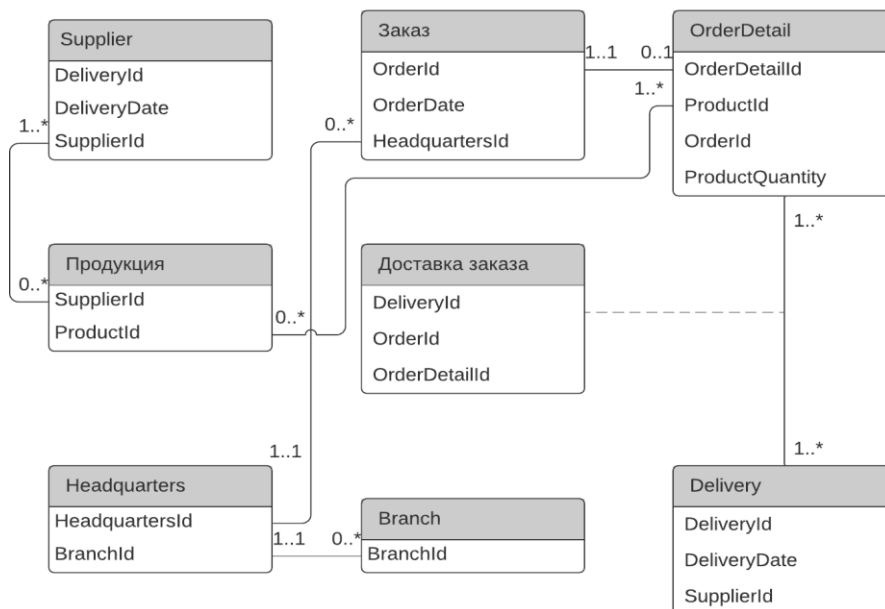 Supplier
DeliveryId
DeliveryDate
SupplierId
1..*
Заказ
OrderId
OrderDate
HeadquartersId
0..*
1..1
0..1
1..*
OrderDetail
OrderDetailId
ProductId
OrderId
ProductQuantity
1..*
Продукция
SupplierId
ProductId
0..*
0..*
Доставка заказа
DeliveryId
OrderId
OrderDetailId
Headquarters
HeadquartersId
BranchId
1..1
1..1
0..*
Branch
BranchId
1..*
Delivery
DeliveryId
DeliveryDate
SupplierId